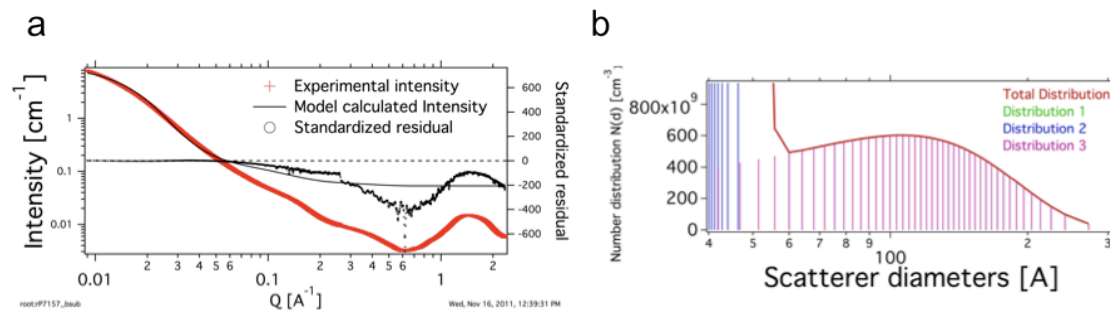 a
Intensity [cm-1]
1
0.1
0.01
Experimental intensity
Model calculated Intensity
Standardized residual
600
400
200
0
-200
-400
-600
Standardized residual
0.01
2
3
4
5
6
0.1
2
3
4
5
6
1
2
Q [A-1]
root:rP7157_bsub
Wed, Nov 16, 2011, 12:39:31 PM
b
Number distribution N(d) [cm-3]
800x10^9
600
400
200
0
Total Distribution
Distribution 1
Distribution 2
Distribution 3
4
5
6
7
8
9
100
2
3
Scatterer diameters [A]